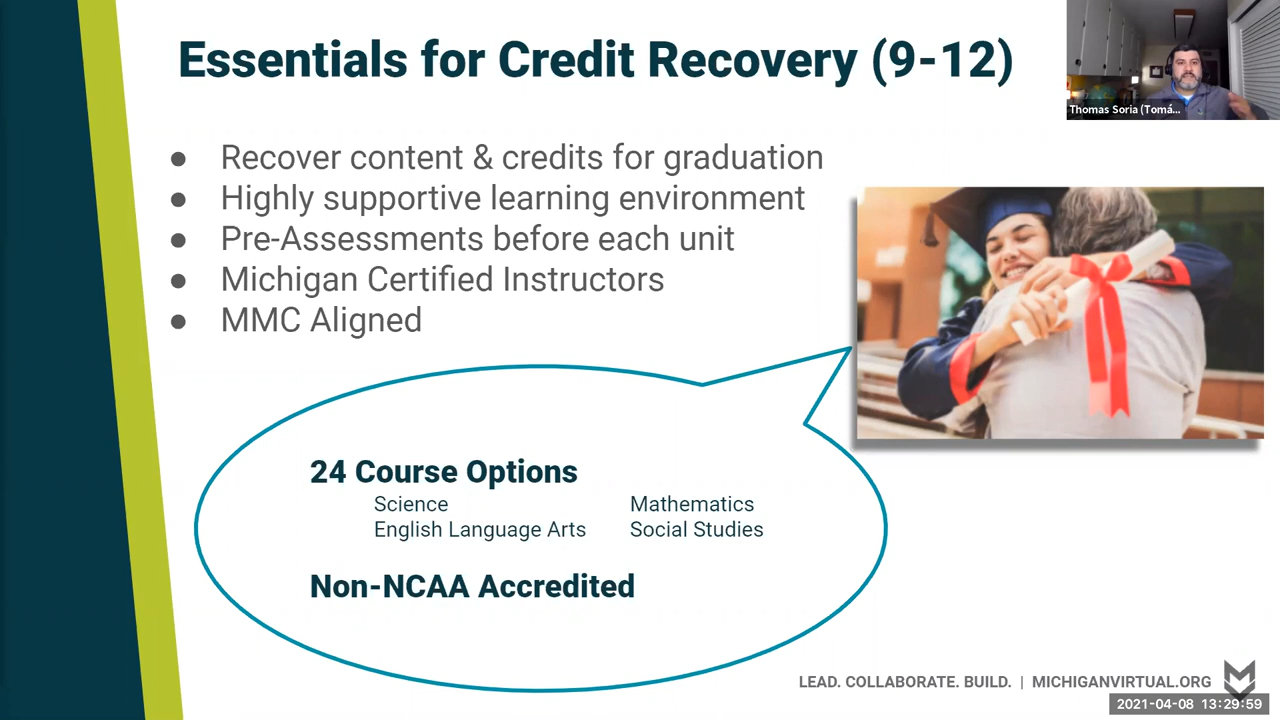 Essentials for Credit Recovery (9-12)
Thomas Soria (Tomá...
● Recover content & credits for graduation
● Highly supportive learning environment
● Pre-Assessments before each unit
● Michigan Certified Instructors
● MMC Aligned
24 Course Options
Science Mathematics
English Language Arts Social Studies
Non-NCAA Accredited
LEAD. COLLABORATE. BUILD. | MICHIGANVIRTUAL.ORG
2021-04-08 13:29:59